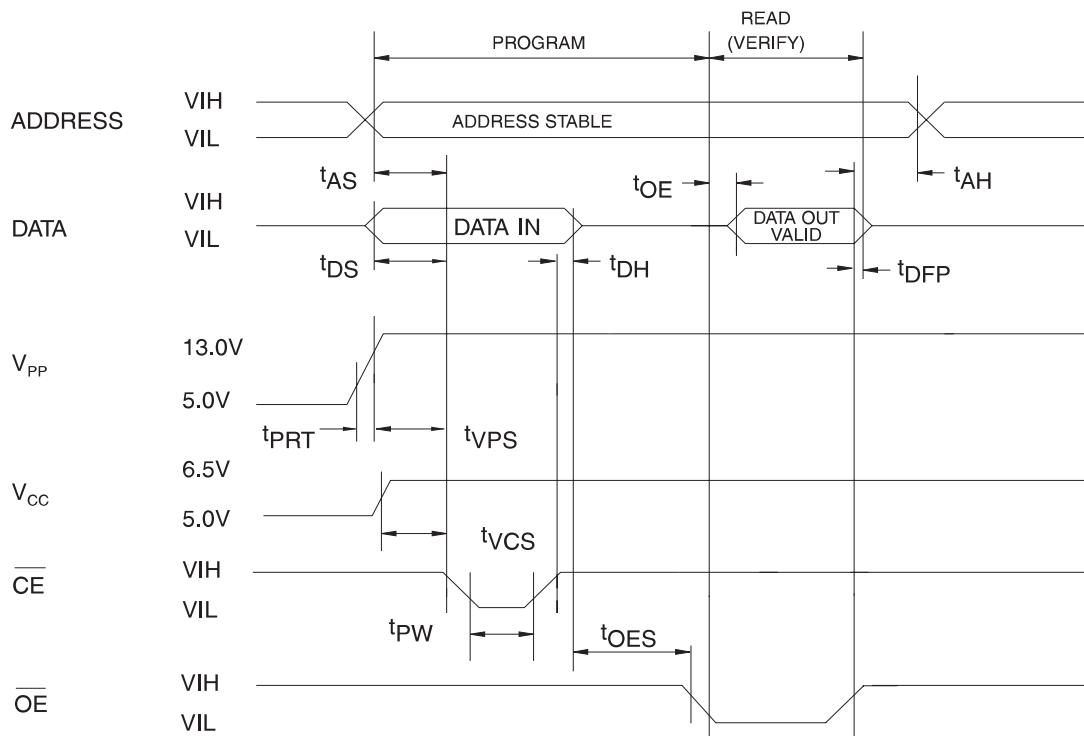 READ
PROGRAM (VERIFY)
VIH
ADDRESS ADDRESS STABLE
VIL
tAS tOE tAH
VIH
DATA DATA IN DATA OUT VALID
VIL
tDS tDH tDFP
13.0V
VPP
5.0V
tPRT tVPS
6.5V
VCC
5.0V
tVCS
VIH
CE
VIL
tPW tOES
VIH
OE
VIL